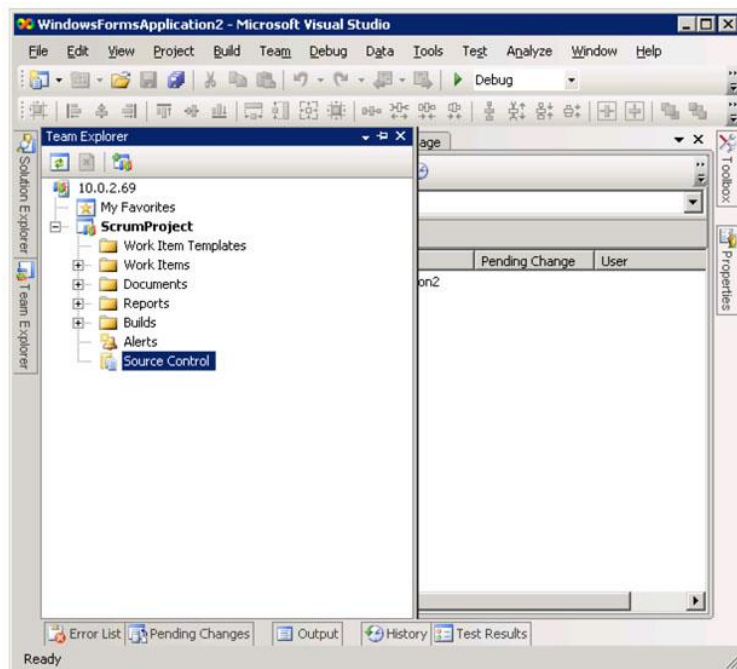 WindowsFormsApplication2 - Microsoft Visual Studio
File Edit View Project Build Team Debug Data Tools Test Analyze Window Help
Debug
Team Explorer
age
Solution Explorer
Team Explorer
10.0.2.69
My Favorites
ScrumProject
Work Item Templates
Work Items
Documents
Reports
Builds
Alerts
Source Control
Pending Change User
on2
Toolbox
Properties
Error List Pending Changes Output History Test Results
Ready